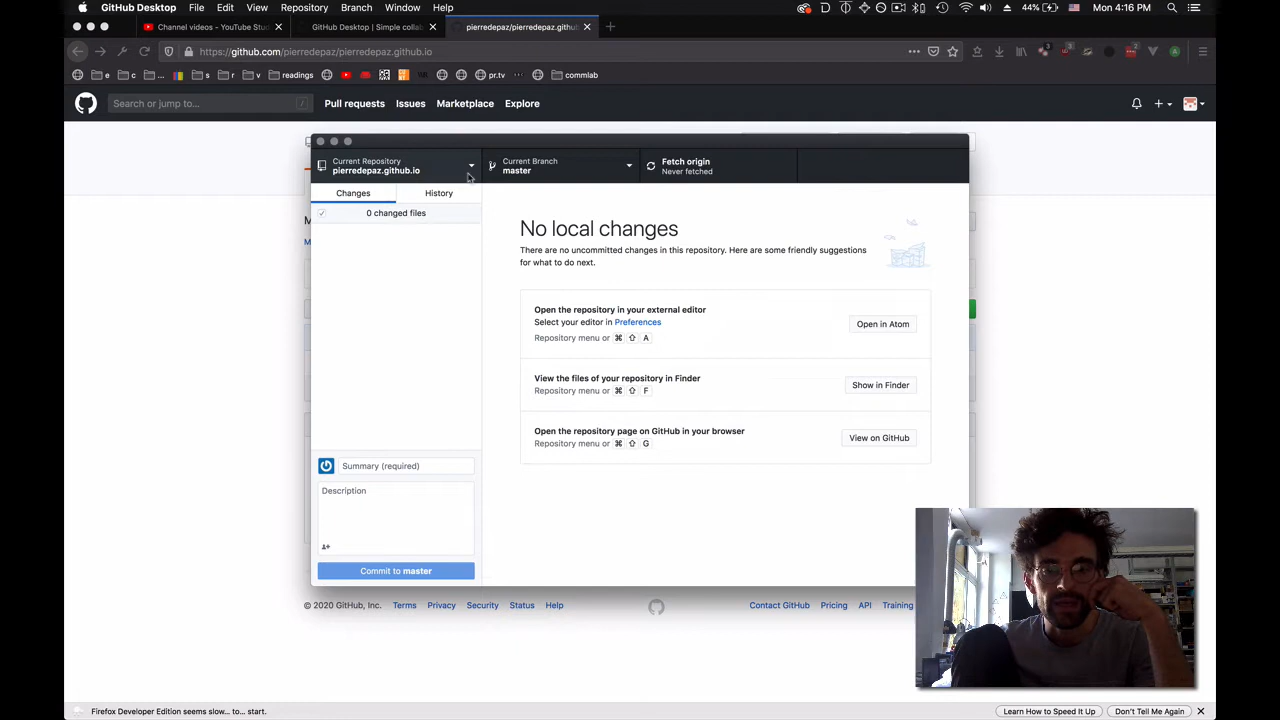 GitHub Desktop File Edit View Repository Branch Window Help
44% Mon 4:16 PM
Channel videos - YouTube Stu
GitHub Desktop | Simple collab
pierredepaz/pierredepaz.github
https://github.com/pierredepaz/pierredepaz.github.io
e c ... s r v readings pr.tv commlab
Search or jump to... /
Pull requests Issues Marketplace Explore
Current Repository
pierredepaz.github.io
Current Branch
master
Fetch origin
Never fetched
Changes History
0 changed files
No local changes
There are no uncommitted changes in this repository. Here are some friendly suggestions
for what to do next.
Open the repository in your external editor
Select your editor in Preferences
Repository menu or ⌘ ⇧ A
Open in Atom
View the files of your repository in Finder
Repository menu or ⌘ ⇧ F
Show in Finder
Open the repository page on GitHub in your browser
Repository menu or ⌘ ⇧ G
View on GitHub
Summary (required)
Description
Commit to master
© 2020 GitHub, Inc. Terms Privacy Security Status Help
Contact GitHub Pricing API Training
Firefox Developer Edition seems slow... to... start.
Learn How to Speed It Up Don't Tell Me Again